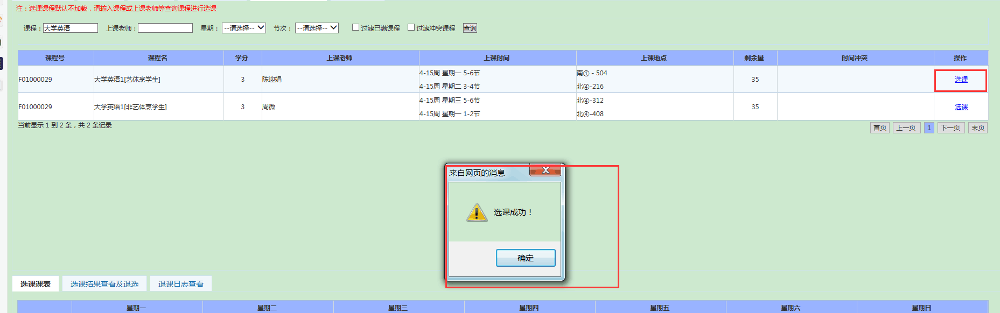 注：选课课程默认不加载，请输入课程或上课老师等查询课程进行选课
课程：大学英语 上课老师： 星期：--请选择-- 节次：--请选择-- 过滤已满课程 过滤冲突课程 查询
课程号 课程名 学分 上课老师 上课时间 上课地点 剩余量 时间冲突 操作
F01000029 大学英语1[艺体烹学生] 3 陈迎娟 4-15周 星期一 5-6节 南①－504 35 选课
4-15周 星期二 3-4节 北④-216
F01000029 大学英语1[非艺体烹学生] 3 周微 4-15周 星期三 5-6节 北④-312 35 选课
4-15周 星期一 1-2节 北④-408
当前显示 1 到 2 条，共 2 条记录 首页 上一页 1 下一页 末页
来自网页的消息 X
选课成功！
确定
选课课表 选课结果查看及退选 退课日志查看
星期一 星期二 星期三 星期四 星期五 星期六 星期日